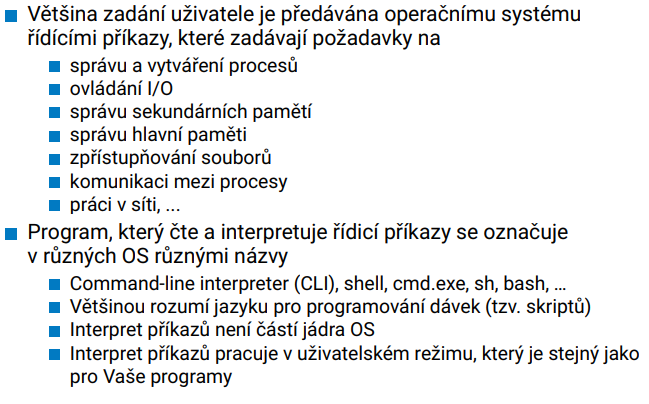 Většina zadání uživatele je předávána operačnímu systému
řídícími příkazy, které zadávají požadavky na
správu a vytváření procesů
ovládání I/O
správu sekundárních pamětí
správu hlavní paměti
zpřístupňování souborů
komunikaci mezi procesy
práci v síti, ...
Program, který čte a interpretuje řídicí příkazy se označuje
v různých OS různými názvy
Command-line interpreter (CLI), shell, cmd.exe, sh, bash, …
Většinou rozumí jazyku pro programování dávek (tzv. skriptů)
Interpret příkazů není částí jádra OS
Interpret příkazů pracuje v uživatelském režimu, který je stejný jako
pro Vaše programy